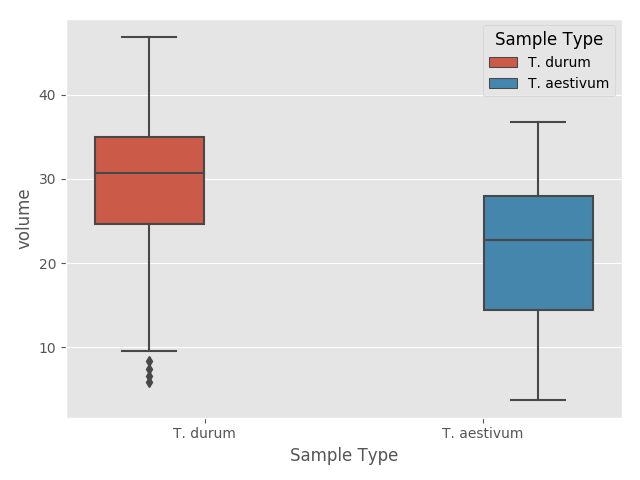 Sample Type
T. durum
T. aestivum
40
30
20
10
volume
T. durum
T. aestivum
Sample Type